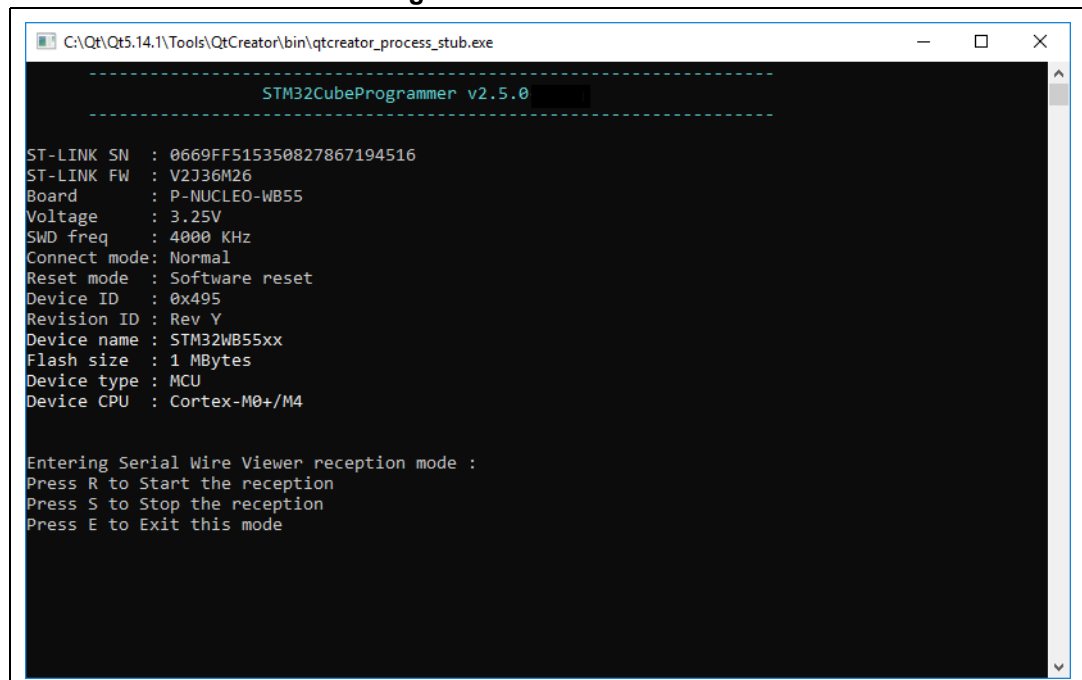 C:\Qt\Qt5.14.1\Tools\QtCreator\bin\qtcreator_process_stub.exe
-------------------------------------------------------------------
STM32CubeProgrammer v2.5.0
-------------------------------------------------------------------
ST-LINK SN  : 0669FF515350827867194516
ST-LINK FW  : V2J36M26
Board       : P-NUCLEO-WB55
Voltage     : 3.25V
SWD freq    : 4000 KHz
Connect mode: Normal
Reset mode  : Software reset
Device ID   : 0x495
Revision ID : Rev Y
Device name : STM32WB55xx
Flash size  : 1 MBytes
Device type : MCU
Device CPU  : Cortex-M0+/M4
Entering Serial Wire Viewer reception mode :
Press R to Start the reception
Press S to Stop the reception
Press E to Exit this mode